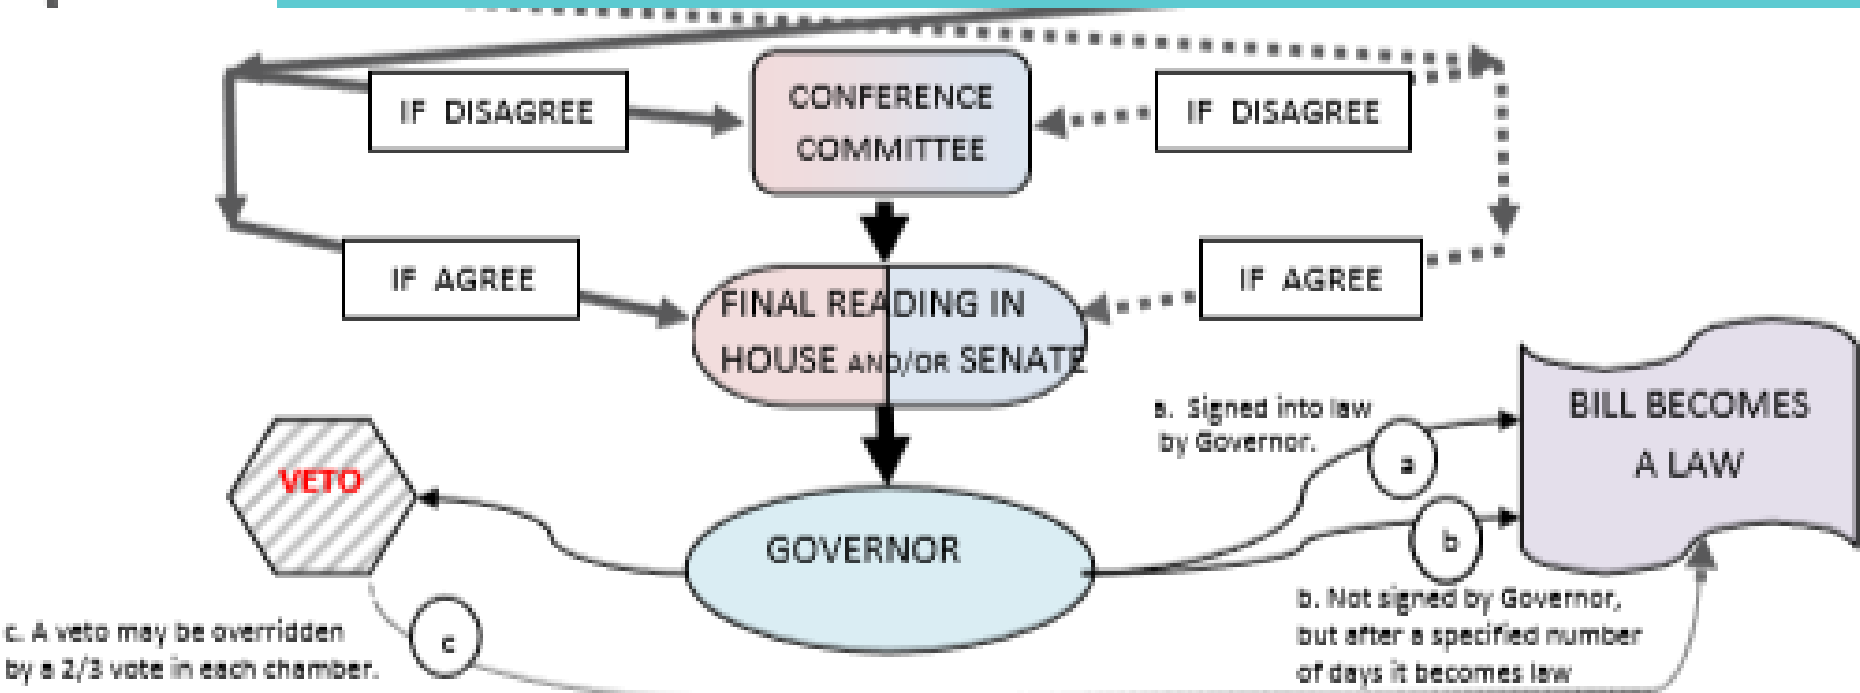 IF DISAGREE
CONFERENCE
COMMITTEE
IF DISAGREE
IF AGREE
IF AGREE
FINAL READING IN
HOUSE AND/OR SENATE
a. Signed into law
by Governor.
a
BILL BECOMES
A LAW
VETO
GOVERNOR
b
b. Not signed by Governor,
but after a specified number
of days it becomes law
c. A veto may be overridden
by a 2/3 vote in each chamber.
c